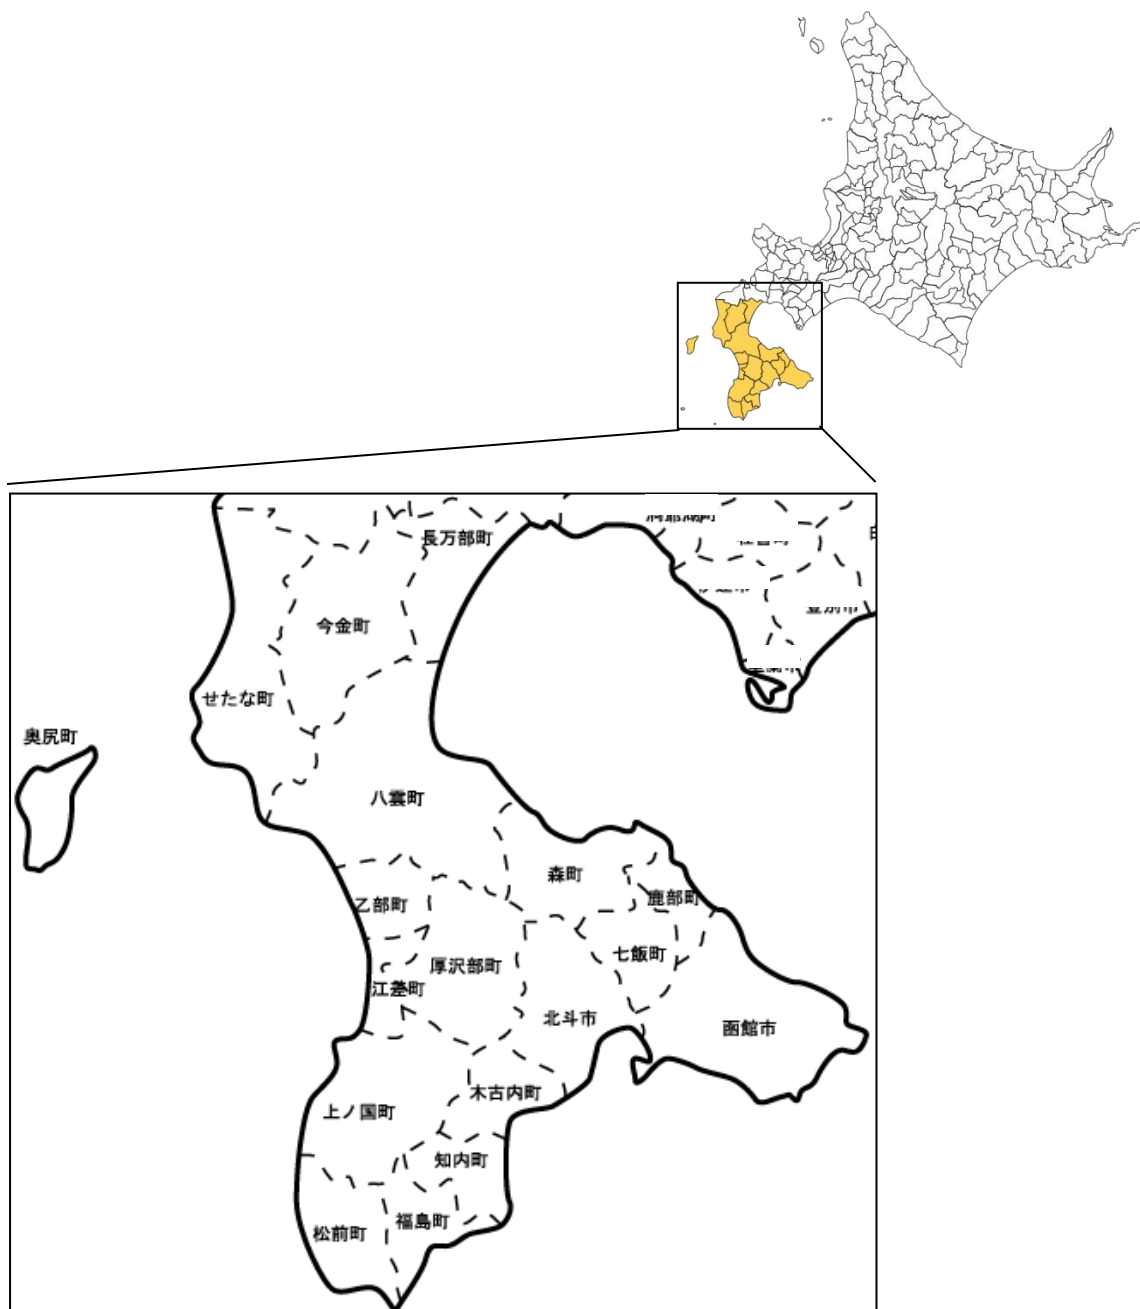 長万部町
今金町
せたな町
奥尻町
八雲町
森町
鹿部町
乙部町
七飯町
厚沢部町
江差町
北斗市
函館市
木古内町
上ノ国町
知内町
福島町
松前町